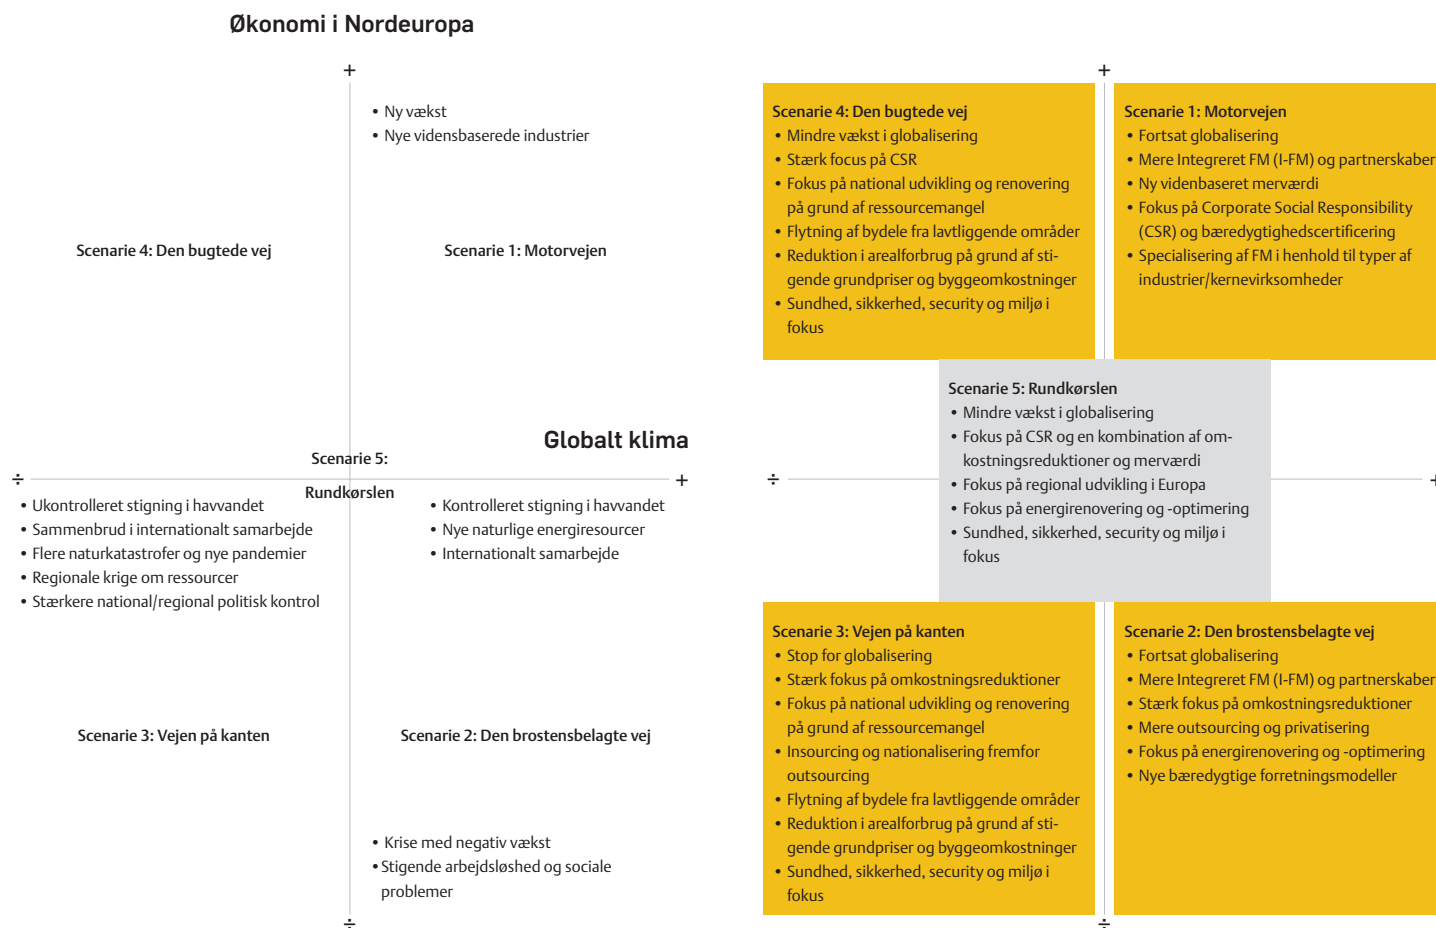 Økonomi i Nordeuropa
+
• Ny vækst
• Nye vidensbaserede industrier
Scenarie 4: Den bugtede vej
Scenarie 1: Motorvejen
Globalt klima
Scenarie 5:
Rundkørslen
÷
+
• Ukontrolleret stigning i havvandet
• Sammenbrud i internationalt samarbejde
• Flere naturkatastrofer og nye pandemier
• Regionale krige om ressourcer
• Stærkere national/regional politisk kontrol
• Kontrolleret stigning i havvandet
• Nye naturlige energiresourcer
• Internationalt samarbejde
Scenarie 3: Vejen på kanten
Scenarie 2: Den brostensbelagte vej
• Krise med negativ vækst
• Stigende arbejdsløshed og sociale
problemer
÷
+
Scenarie 4: Den bugtede vej
• Mindre vækst i globalisering
• Stærk focus på CSR
• Fokus på national udvikling og renovering
på grund af ressourcemangel
• Flytning af bydele fra lavtliggende områder
• Reduktion i arealforbrug på grund af sti-
gende grundpriser og byggeomkostninger
• Sundhed, sikkerhed, security og miljø i
fokus
Scenarie 1: Motorvejen
• Fortsat globalisering
• Mere Integreret FM (I-FM) og partnerskaber
• Ny videnbaseret merværdi
• Fokus på Corporate Social Responsibility
(CSR) og bæredygtighedscertificering
• Specialisering af FM i henhold til typer af
industrier/kernevirksomheder
Scenarie 5: Rundkørslen
• Mindre vækst i globalisering
• Fokus på CSR og en kombination af om-
kostningsreduktioner og merværdi
• Fokus på regional udvikling i Europa
• Fokus på energirenovering og -optimering
• Sundhed, sikkerhed, security og miljø i
fokus
÷
+
Scenarie 3: Vejen på kanten
• Stop for globalisering
• Stærk fokus på omkostningsreduktioner
• Fokus på national udvikling og renovering
på grund af ressourcemangel
• Insourcing og nationalisering fremfor
outsourcing
• Flytning af bydele fra lavtliggende områder
• Reduktion i arealforbrug på grund af sti-
gende grundpriser og byggeomkostninger
• Sundhed, sikkerhed, security og miljø i
fokus
Scenarie 2: Den brostensbelagte vej
• Fortsat globalisering
• Mere Integreret FM (I-FM) og partnerskaber
• Stærk fokus på omkostningsreduktioner
• Mere outsourcing og privatisering
• Fokus på energirenovering og -optimering
• Nye bæredygtige forretningsmodeller
÷